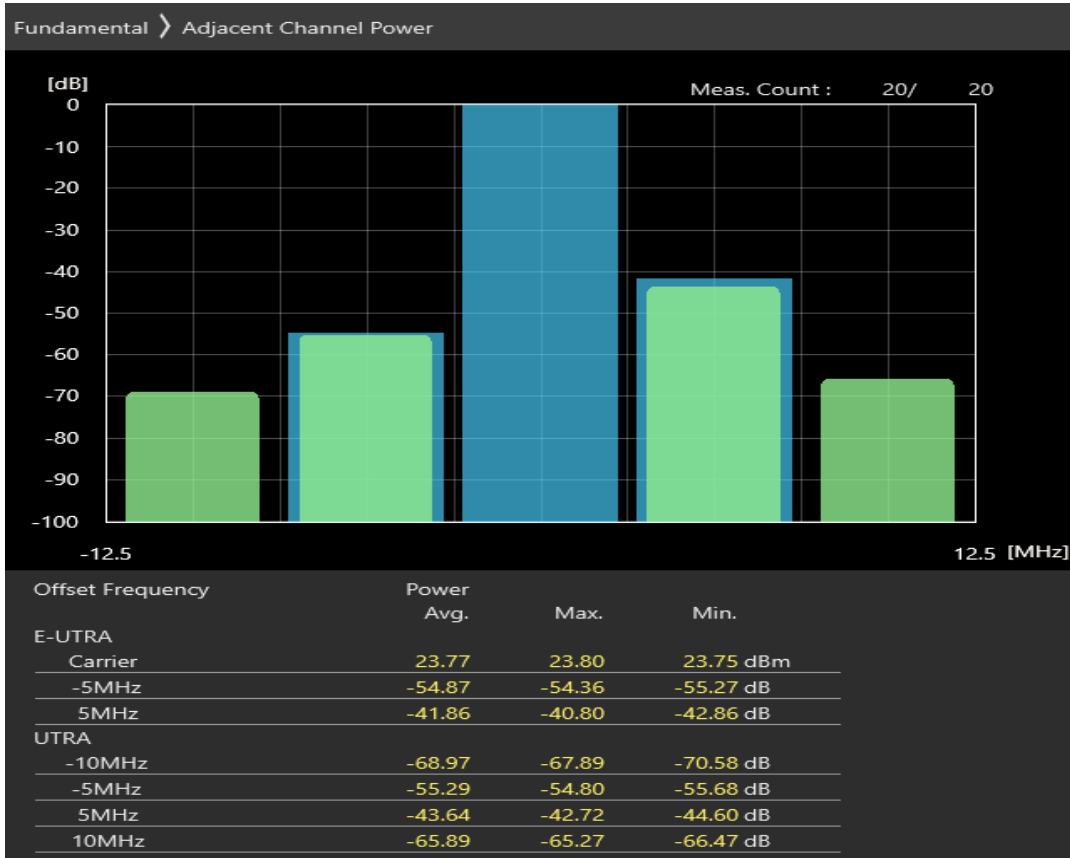 Fundamental 〉 Adjacent Channel Power
[dB]
Meas. Count : 20/ 20
0
-10
-20
-30
-40
-50
-60
-70
-80
-90
-100
-12.5 12.5 [MHz]
Offset Frequency Power
Avg. Max. Min.
E-UTRA
Carrier 23.77 23.80 23.75 dBm
-5MHz -54.87 -54.36 -55.27 dB
5MHz -41.86 -40.80 -42.86 dB
UTRA
-10MHz -68.97 -67.89 -70.58 dB
-5MHz -55.29 -54.80 -55.68 dB
5MHz -43.64 -42.72 -44.60 dB
10MHz -65.89 -65.27 -66.47 dB